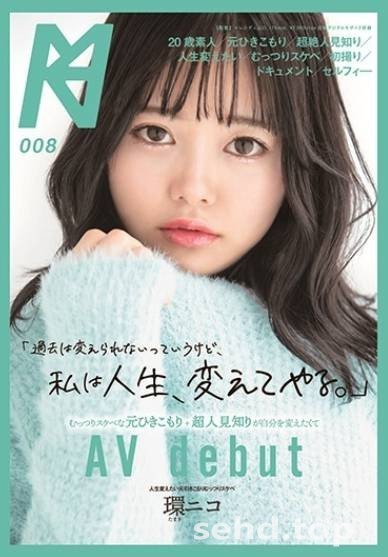 008
20歳素人／元ひきこもり／超絶人見知り／
人生変えたい／むっつりスケベ／初撮り／
ドキュメント／セルフィー
「過去は変えられないっていうけど、
私は人生、変えてやる。」
むっつりスケベな元ひきこもり+超人見知りが自分を変えたくて
AV debut
環ニコ
たまき
sehd.top